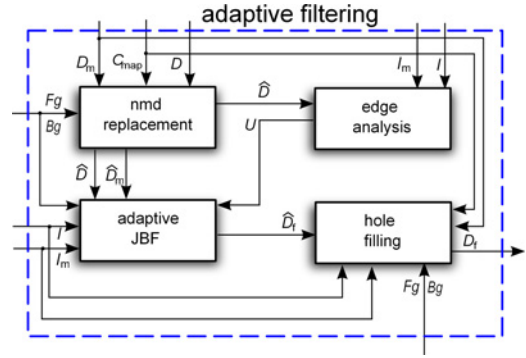 adaptive filtering
Dm Cmap D Im I
Fg
Bg
nmd
replacement
D̂
U
edge
analysis
D̂ D̂m
adaptive
JBF
I
Im
D̂f
hole
filling
Df
Fg Bg